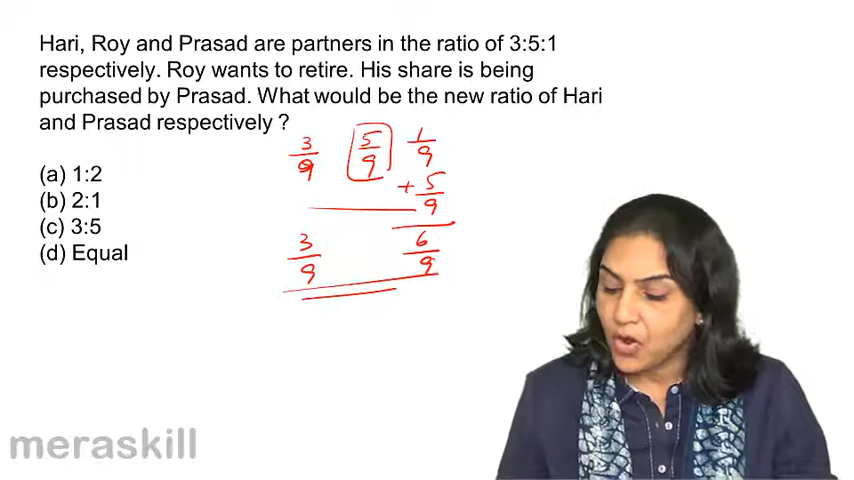 Hari, Roy and Prasad are partners in the ratio of 3:5:1
respectively. Roy wants to retire. His share is being
purchased by Prasad. What would be the new ratio of Hari
and Prasad respectively ?
3/9 5/9 1/9
+ 5/9
3/9 6/9
(a) 1:2
(b) 2:1
(c) 3:5
(d) Equal
meraskill